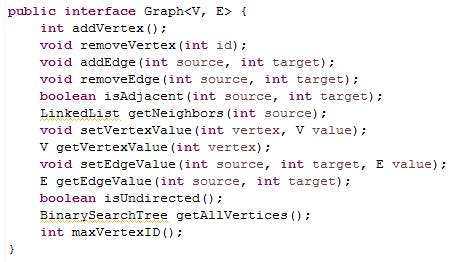 public interface Graph<V, E> {
int addVertex();
void removeVertex(int id);
void addEdge(int source, int target);
void removeEdge(int source, int target);
boolean isAdjacent(int source, int target);
LinkedList getNeighbors(int source);
void setVertexValue(int vertex, V value);
V getVertexValue(int vertex);
void setEdgeValue(int source, int target, E value);
E getEdgeValue(int source, int target);
boolean isUndirected();
BinarySearchTree getAllVertices();
int maxVertexID();
}